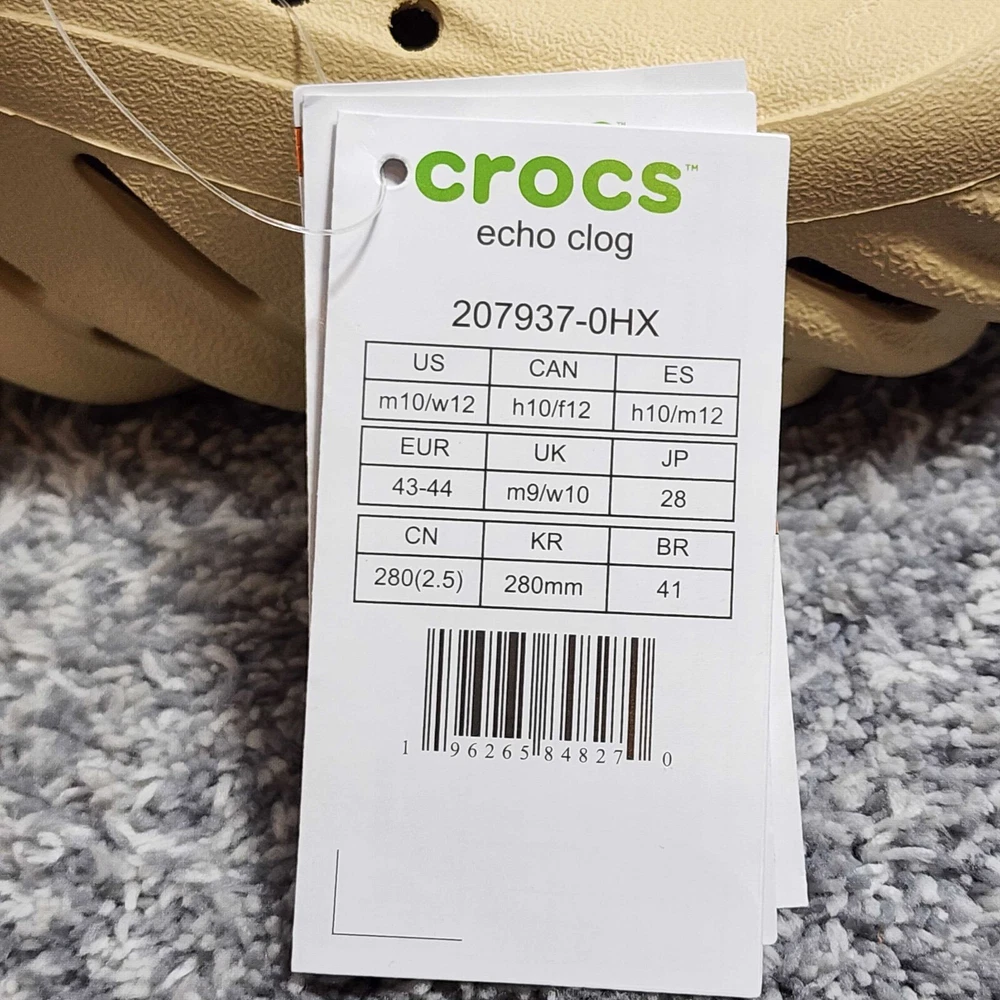 crocs™
echo clog
207937-0HX
US CAN ES
m10/w12 h10/f12 h10/m12
EUR UK JP
43-44 m9/w10 28
CN KR BR
280(2.5) 280mm 41
1 96265 84827 0